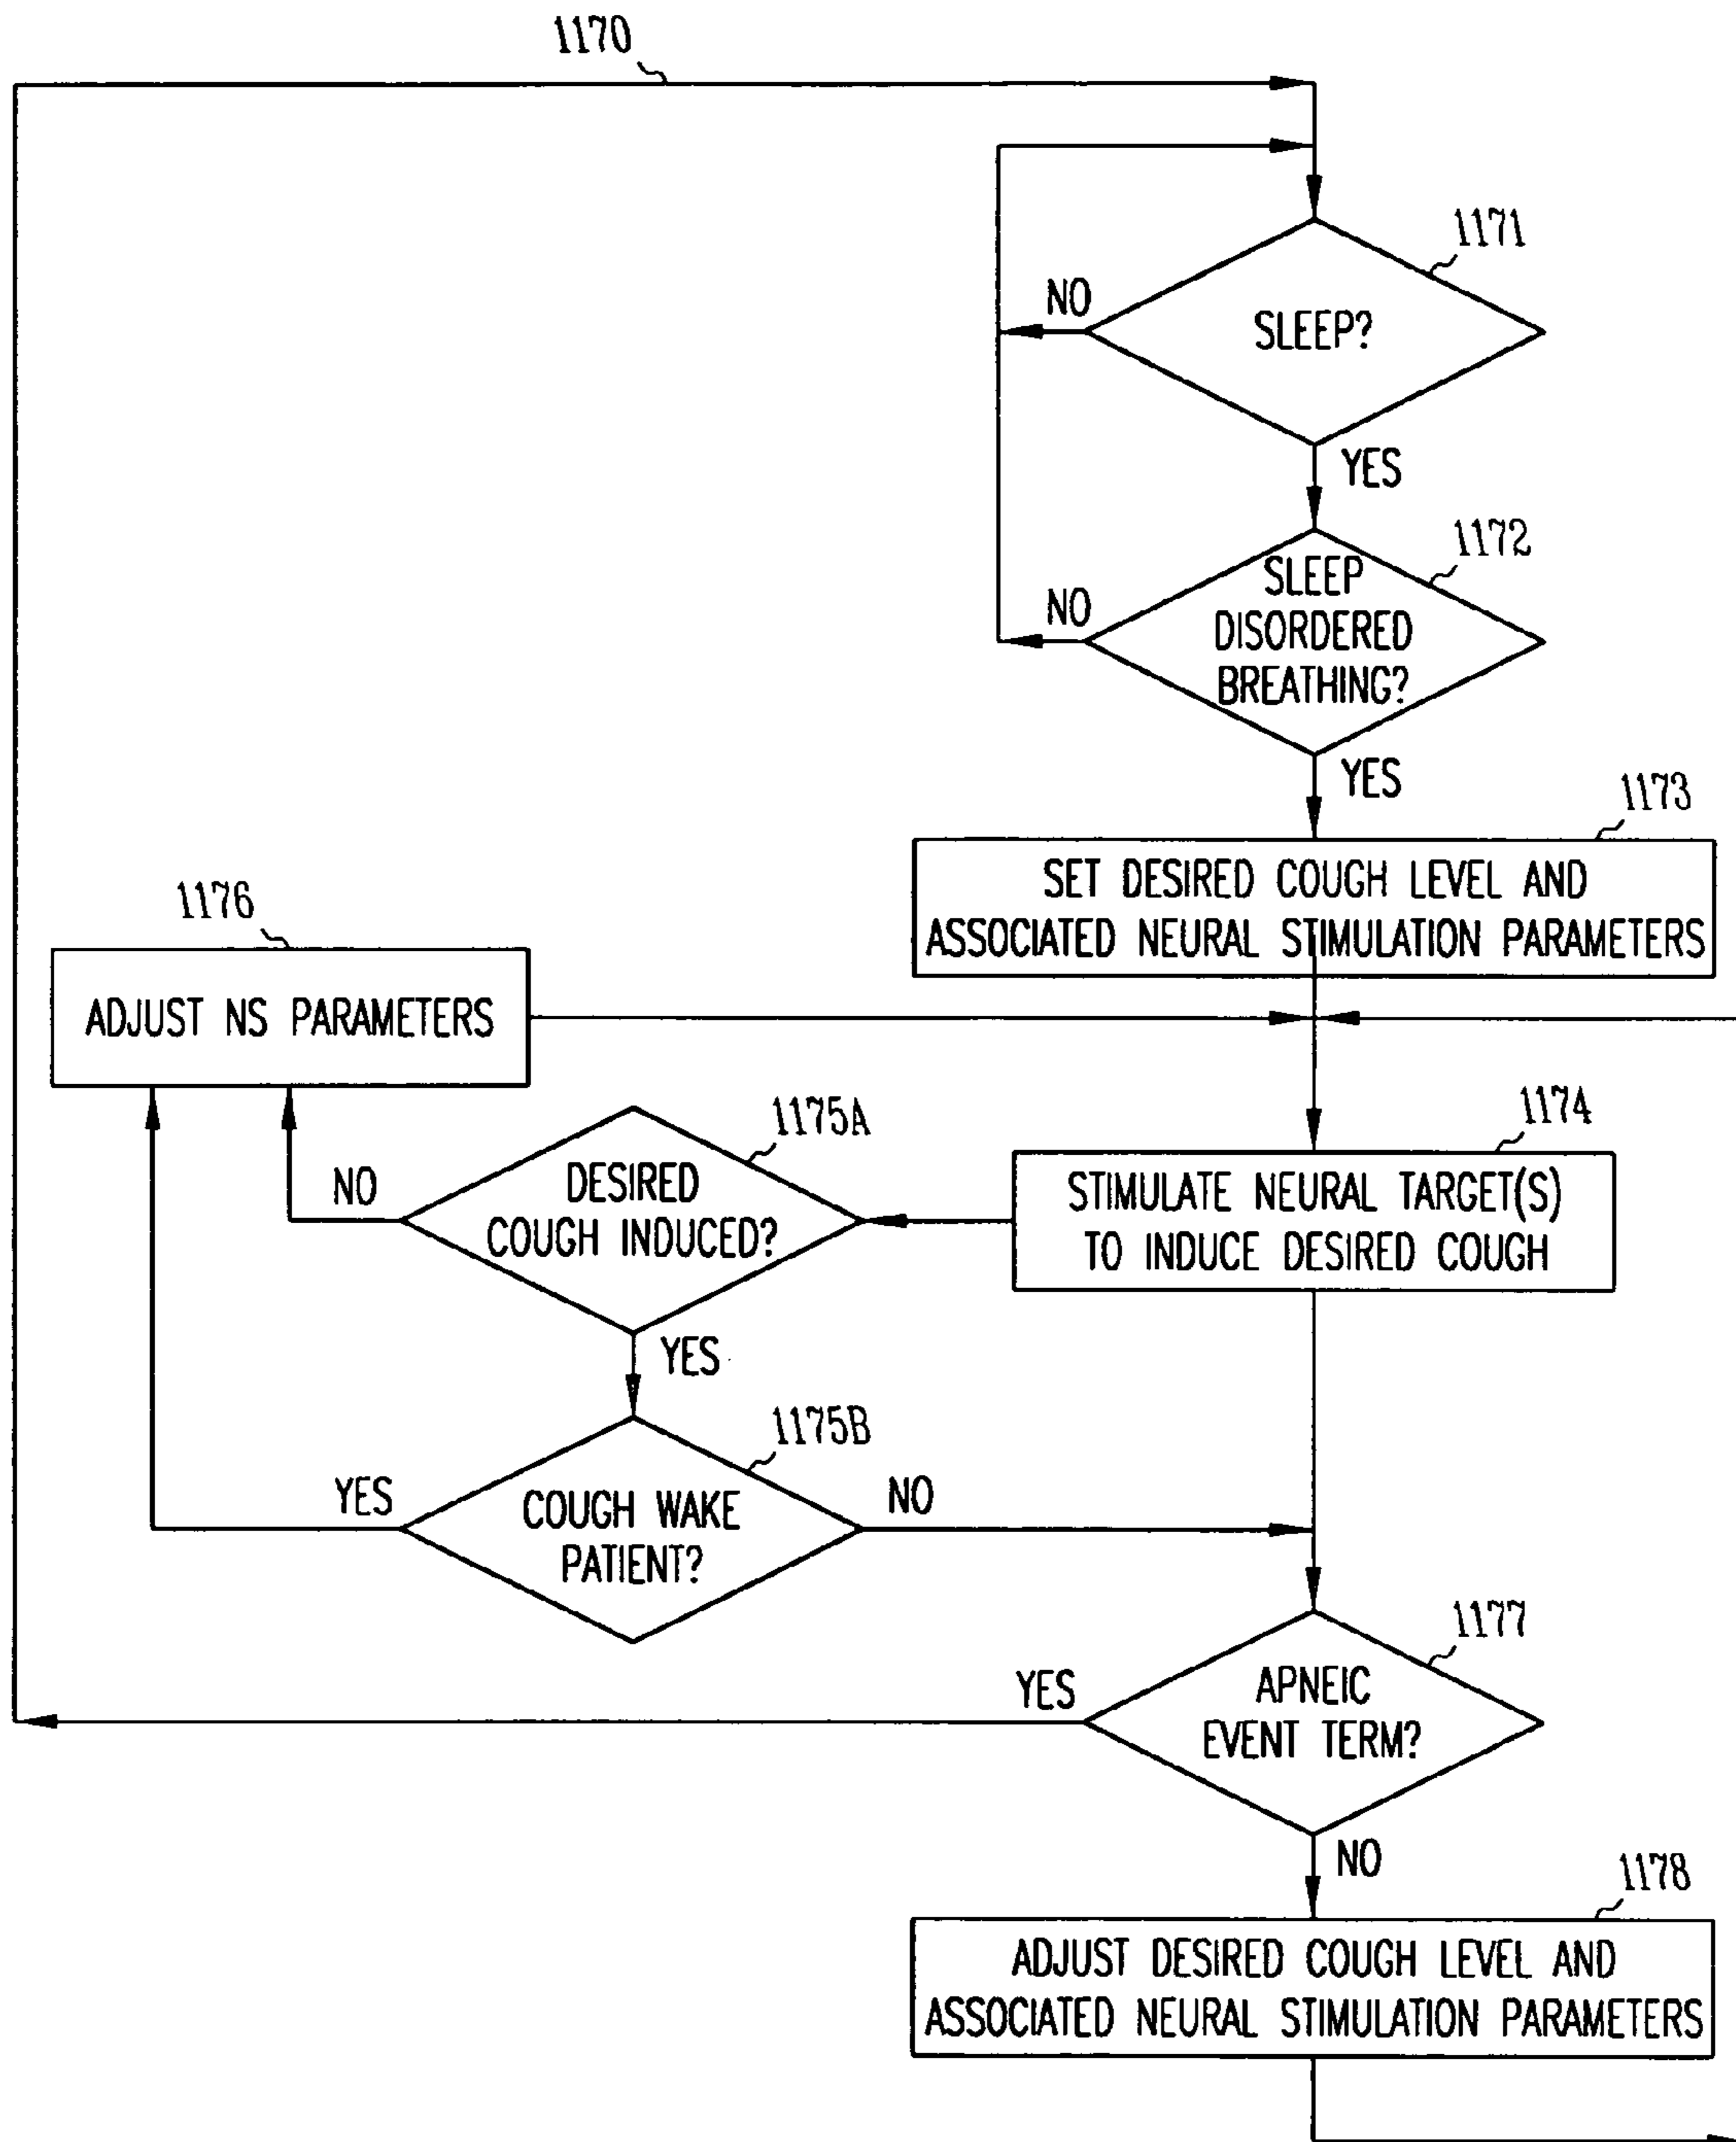 1170
1171
SLEEP?
NO
YES
1172
SLEEP
DISORDERED
BREATHING?
NO
YES
1173
SET DESIRED COUGH LEVEL AND
ASSOCIATED NEURAL STIMULATION PARAMETERS
1176
ADJUST NS PARAMETERS
1174
STIMULATE NEURAL TARGET(S)
TO INDUCE DESIRED COUGH
1175A
DESIRED
COUGH INDUCED?
NO
YES
1175B
COUGH WAKE
PATIENT?
YES
NO
1177
APNEIC
EVENT TERM?
YES
NO
1178
ADJUST DESIRED COUGH LEVEL AND
ASSOCIATED NEURAL STIMULATION PARAMETERS